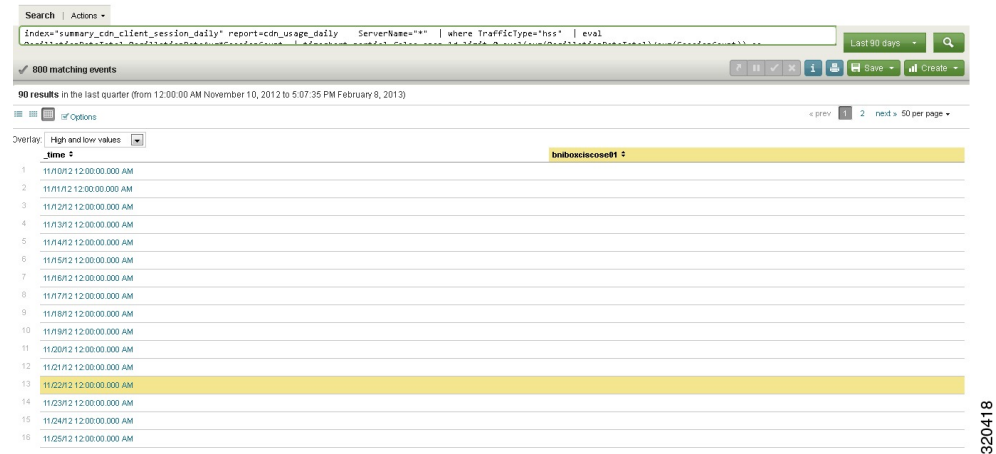 Search | Actions
index="summary_cdn_client_session_daily" report=cdn_usage_daily ServerName="*" | where TrafficType="hss" | eval
Last 90 days
800 matching events
Save
Create
90 results in the last quarter (from 12:00:00 AM November 10, 2012 to 5:07:35 PM February 8, 2013)
Options
« prev 1 2 next » 50 per page
Overlay: High and low values
_time
bniboxciscose01
1 11/10/12 12:00:00.000 AM
2 11/11/12 12:00:00.000 AM
3 11/12/12 12:00:00.000 AM
4 11/13/12 12:00:00.000 AM
5 11/14/12 12:00:00.000 AM
6 11/15/12 12:00:00.000 AM
7 11/16/12 12:00:00.000 AM
8 11/17/12 12:00:00.000 AM
9 11/18/12 12:00:00.000 AM
10 11/19/12 12:00:00.000 AM
11 11/20/12 12:00:00.000 AM
12 11/21/12 12:00:00.000 AM
13 11/22/12 12:00:00.000 AM
14 11/23/12 12:00:00.000 AM
15 11/24/12 12:00:00.000 AM
16 11/25/12 12:00:00.000 AM
320418